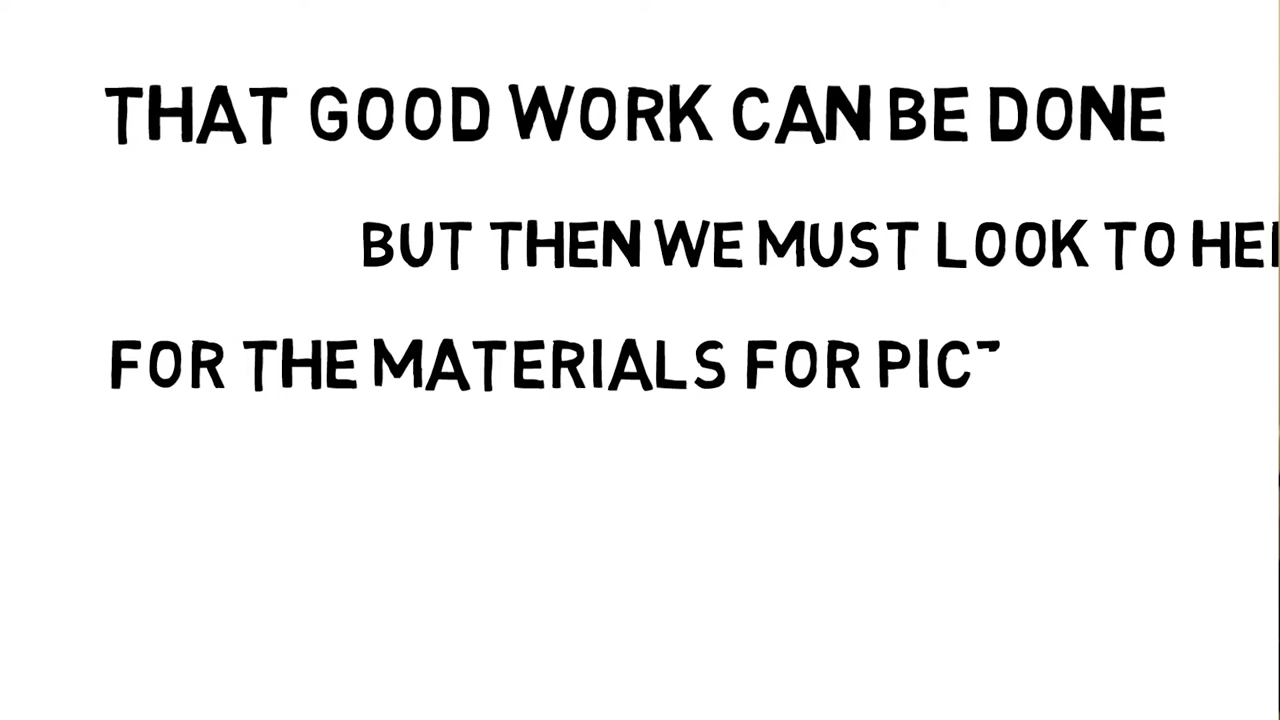 THAT GOOD WORK CAN BE DONE
BUT THEN WE MUST LOOK TO
FOR THE MATERIALS FOR